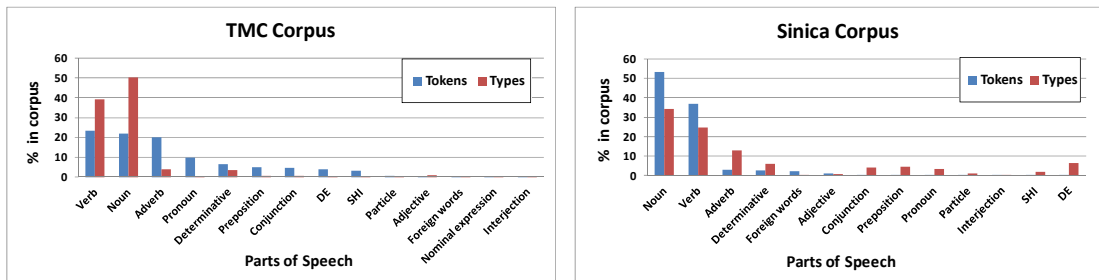 TMC Corpus
60
50
40
30
20
10
0
% in corpus
Tokens Types
Verb
Noun
Adverb
Pronoun
Determinative
Preposition
Conjunction
DE
SHI
Particle
Adjective
Foreign words
Nominal expression
Interjection
Parts of Speech
Sinica Corpus
60
50
40
30
20
10
0
% in corpus
Tokens Types
Noun
Verb
Adverb
Determinative
Foreign words
Adjective
Conjunction
Preposition
Pronoun
Particle
Interjection
SHI
DE
Parts of Speech